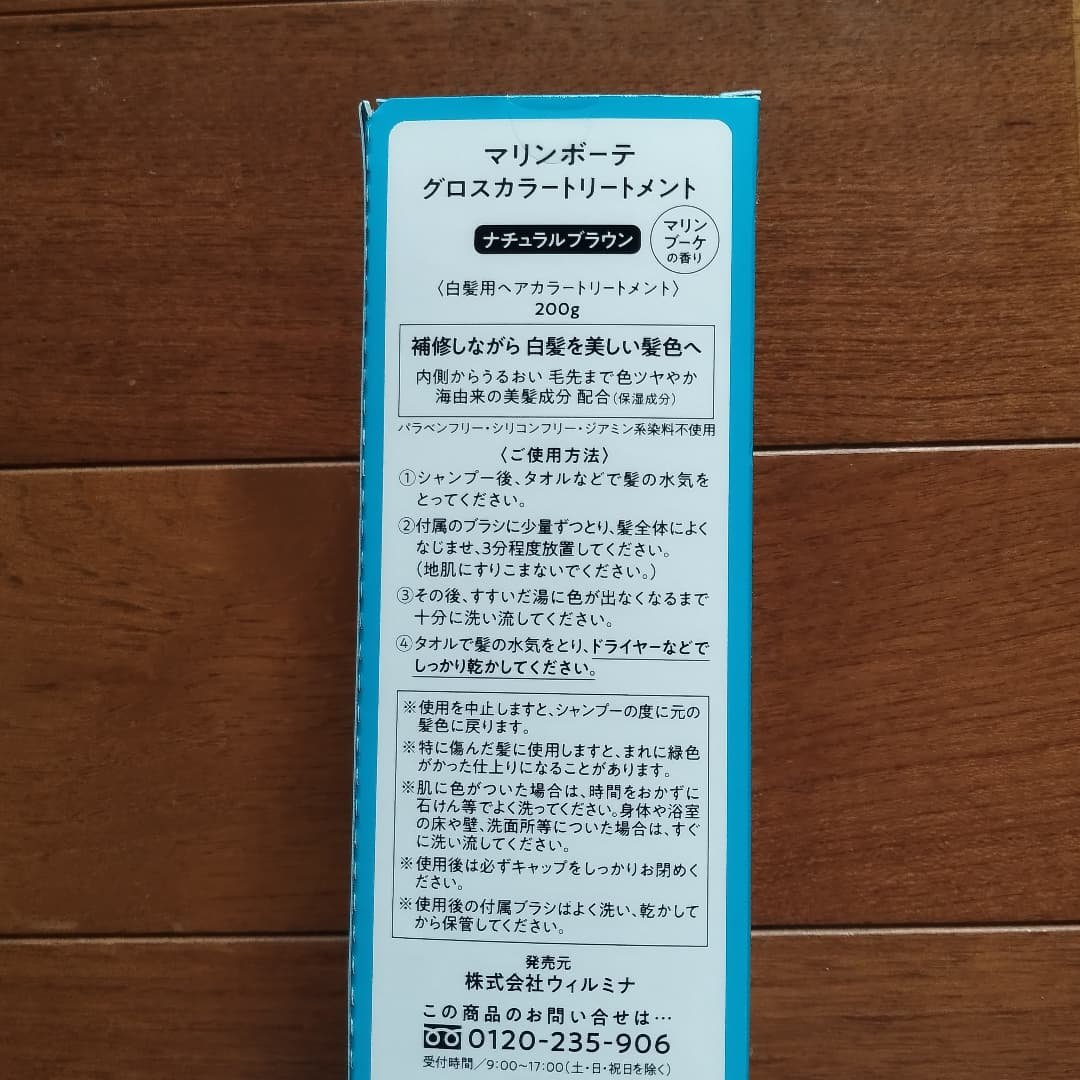 マリンボーテ
グロスカラートリートメント
ナチュラルブラウン
マリン
ブーケ
の香り
〈白髪用ヘアカラートリートメント〉
200g
補修しながら 白髪を美しい髪色へ
内側からうるおい 毛先まで色ツヤやか
海由来の美髪成分 配合（保湿成分）
パラベンフリー・シリコンフリー・ジアミン系染料不使用
〈ご使用方法〉
①シャンプー後、タオルなどで髪の水気を
とってください。
②付属のブラシに少量ずつとり、髪全体によく
なじませ、3分程度放置してください。
（地肌にすりこまないでください。）
③その後、すすいだ湯に色が出なくなるまで
十分に洗い流してください。
④タオルで髪の水気をとり、ドライヤーなどで
しっかり乾かしてください。
※使用を中止しますと、シャンプーの度に元の
髪色に戻ります。
※特に傷んだ髪に使用しますと、まれに緑色
がかった仕上りになることがあります。
※肌に色がついた場合は、時間をおかずに
石けん等でよく洗ってください。身体や浴室
の床や壁、洗面所等についた場合は、すぐ
に洗い流してください。
※使用後は必ずキャップをしっかりお閉めく
ださい。
※使用後の付属ブラシはよく洗い、乾かして
から保管してください。
発売元
株式会社ウィルミナ
この商品のお問い合せは…
0120-235-906
受付時間／9:00～17:00（土・日・祝日を除く）